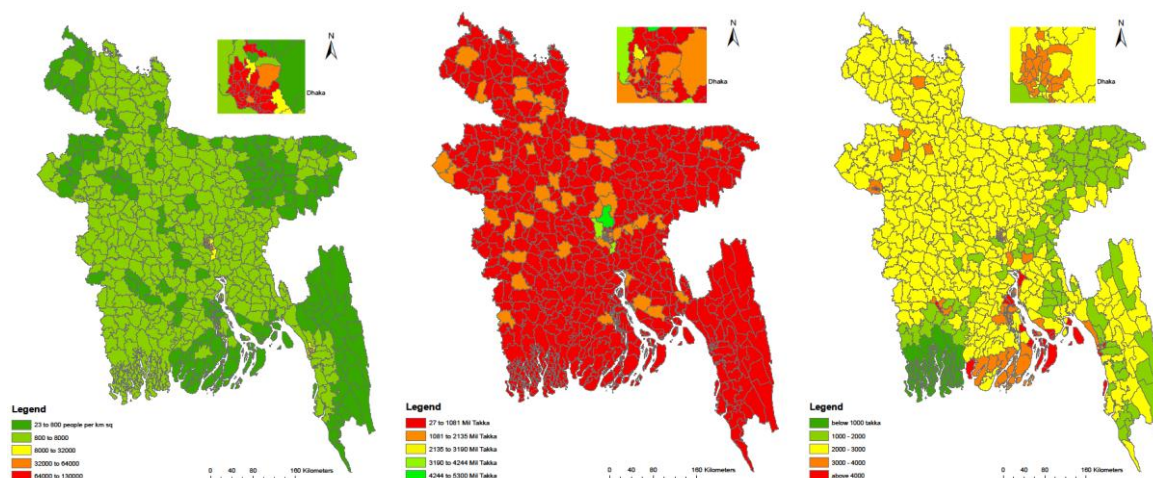 N
Dhaka
Legend
23 to 800 people per km sq
800 to 8000
8000 to 32000
32000 to 64000
64000 to 130000
0 40 80 160 Kilometers
N
Dhaka
Legend
27 to 1081 Mil Takka
1081 to 2135 Mil Takka
2135 to 3190 Mil Takka
3190 to 4244 Mil Takka
4244 to 5300 Mil Takka
0 40 80 160 Kilometers
N
Dhaka
Legend
below 1000 takka
1000 - 2000
2000 - 3000
3000 - 4000
above 4000
0 40 80 160 Kilometers